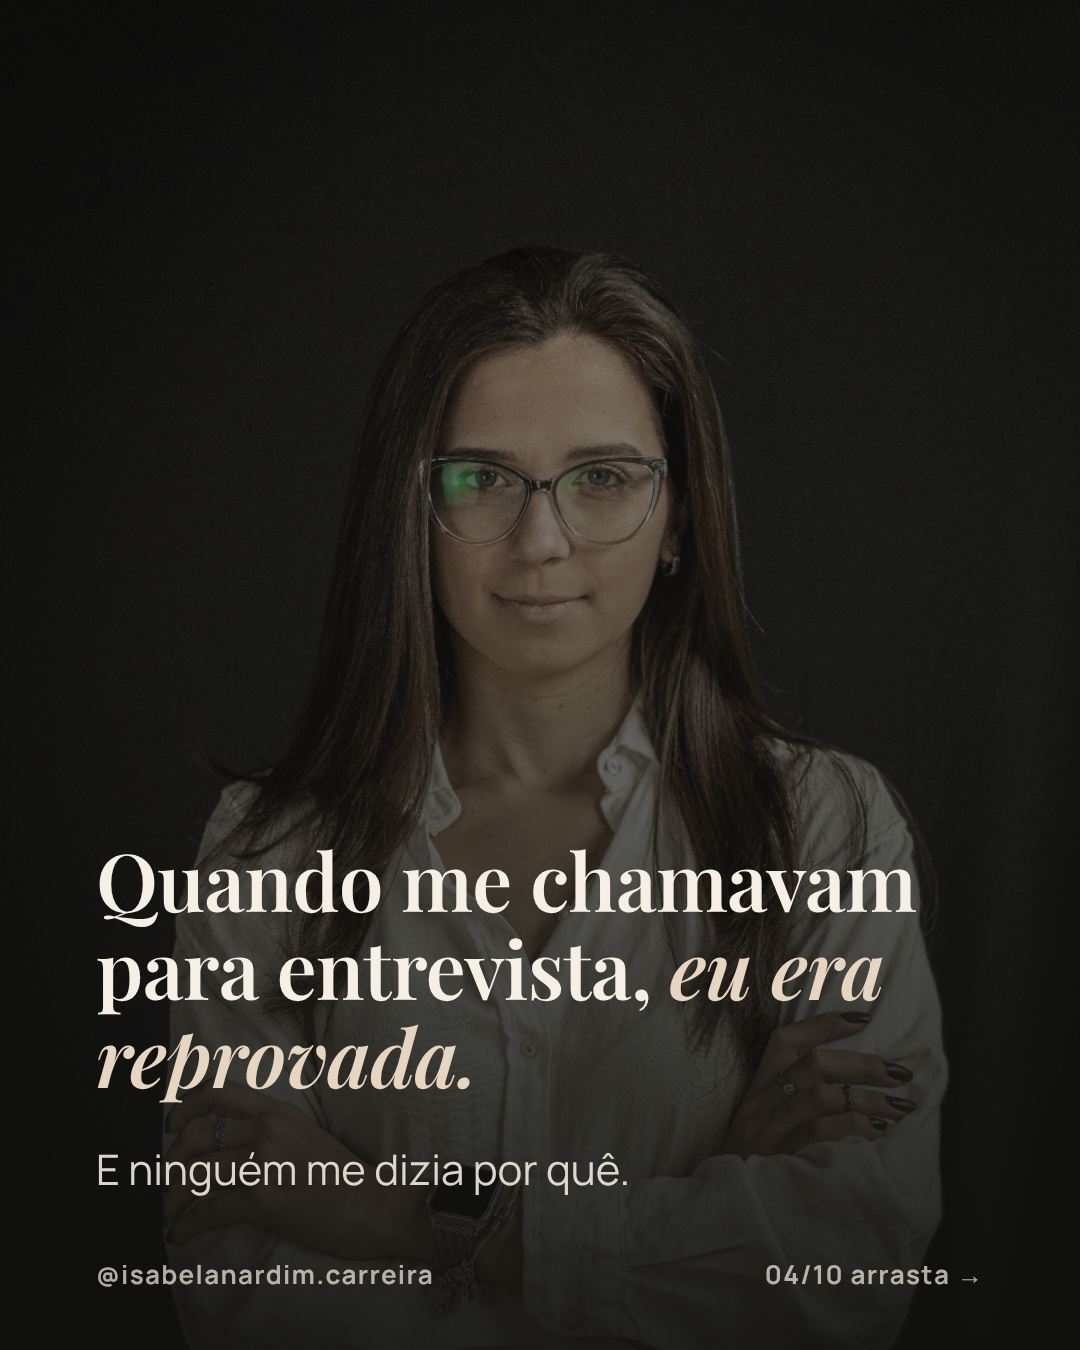 Quando me chamavam
para entrevista, eu era
reprovada.
E ninguém me dizia por quê.
@isabelanardim.carreira
04/10 arrasta →